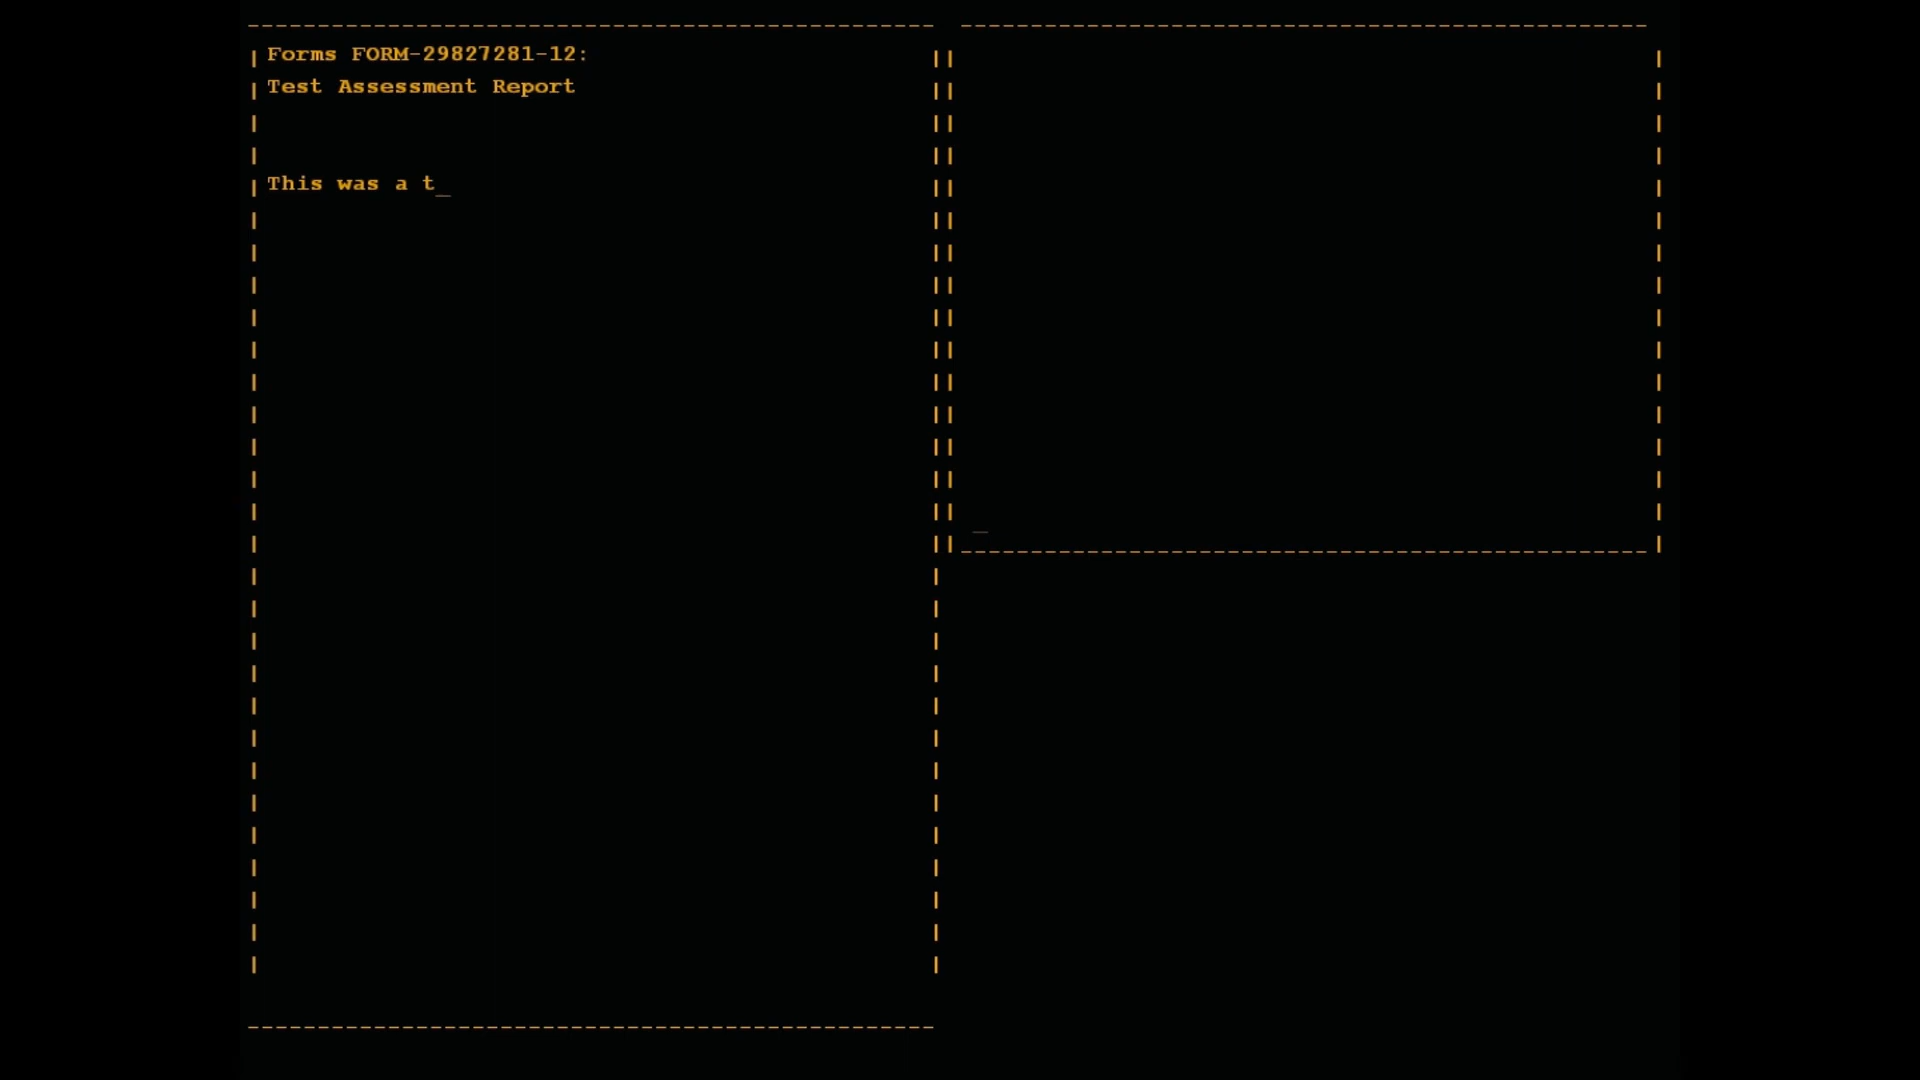 Forms FORM-29827281-12:
Test Assessment Report
This was a t_